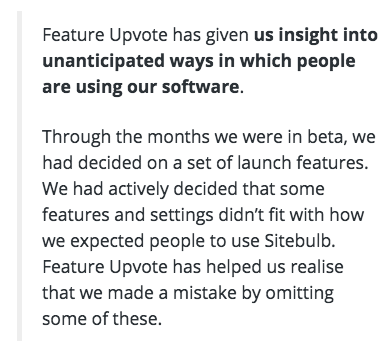 Feature Upvote has given us insight into
unanticipated ways in which people
are using our software.
Through the months we were in beta, we
had decided on a set of launch features.
We had actively decided that some
features and settings didn’t fit with how
we expected people to use Sitebulb.
Feature Upvote has helped us realise
that we made a mistake by omitting
some of these.